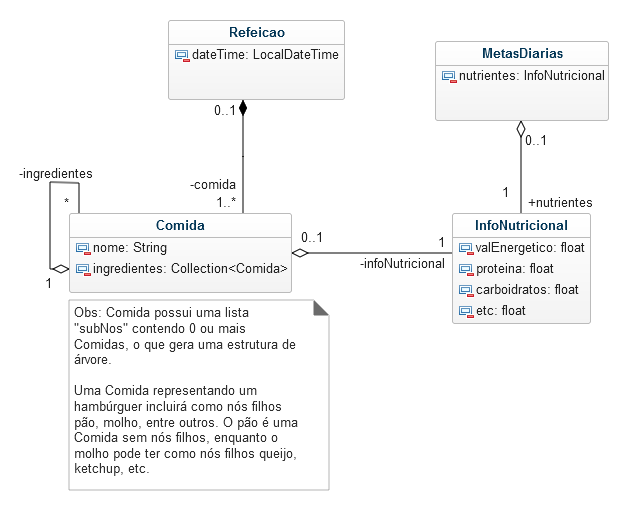 Refeicao
dateTime: LocalDateTime
MetasDiarias
nutrientes: InfoNutricional
0..1
0..1
-ingredientes
*
-comida
1..*
1
+nutrientes
Comida
nome: String
ingredientes: Collection<Comida>
1
0..1
1
-infoNutricional
InfoNutricional
valEnergetico: float
proteina: float
carboidratos: float
etc: float
Obs: Comida possui uma lista
"subNos" contendo 0 ou mais
Comidas, o que gera uma estrutura de
árvore.
Uma Comida representando um
hambúrguer incluirá como nós filhos
pão, molho, entre outros. O pão é uma
Comida sem nós filhos, enquanto o
molho pode ter como nós filhos queijo,
ketchup, etc.